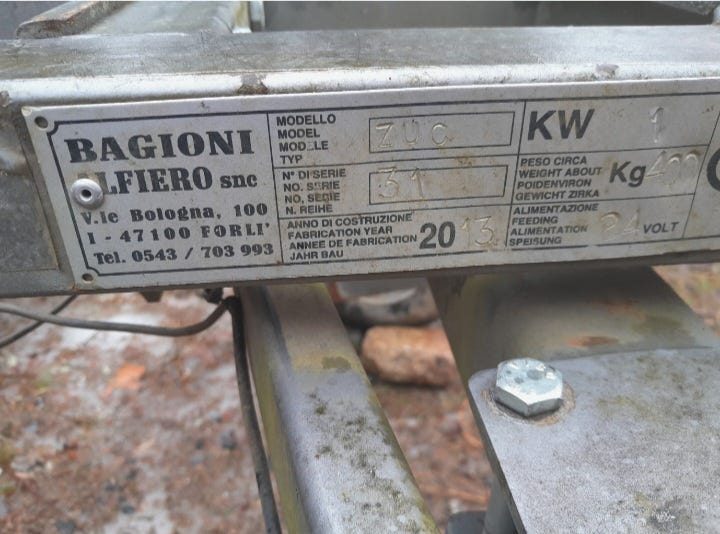 BAGIONI
ALFIERO snc
V.le Bologna, 100
I - 47100 FORLI'
Tel. 0543 / 703 993
MODELLO
MODEL
MODELE
TYP
ZUC
N° DI SERIE
NO. SERIE
NO, SERIE
N. REIHE
31
ANNO DI COSTRUZIONE
FABRICATION YEAR
ANNEE DE FABRICATION
JAHR BAU
2013
KW 1
PESO CIRCA
WEIGHT ABOUT
POIDENVIRON
GEWICHT ZIRKA
Kg 400
ALIMENTAZIONE
FEEDING
ALIMENTATION
SPEISUNG
24 VOLT